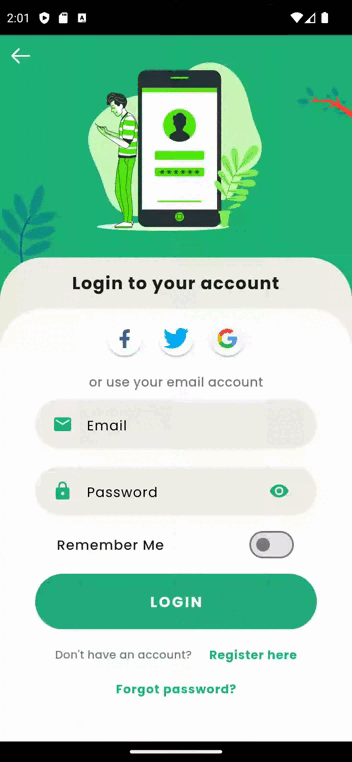 2:01
Login to your account
or use your email account
Email
Password
Remember Me
LOGIN
Don't have an account? Register here
Forgot password?